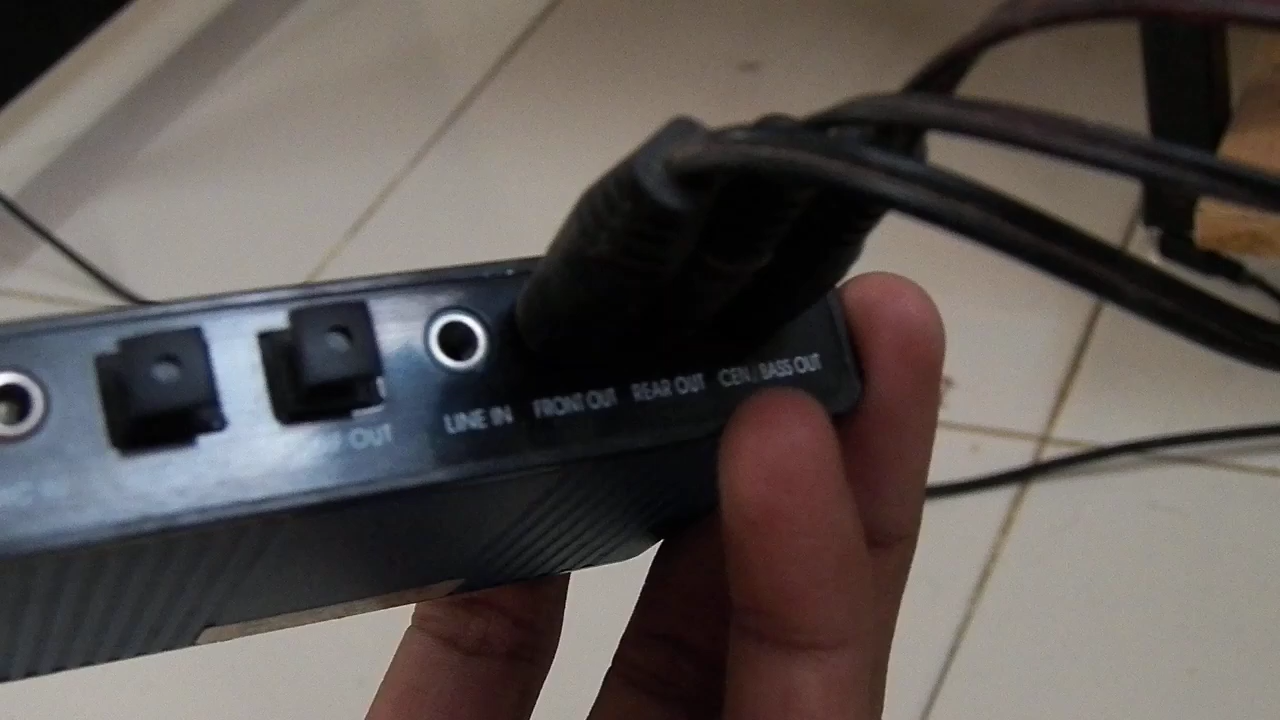 OUT
LINE IN
FRONT OUT
REAR OUT
CEN / BASS OUT